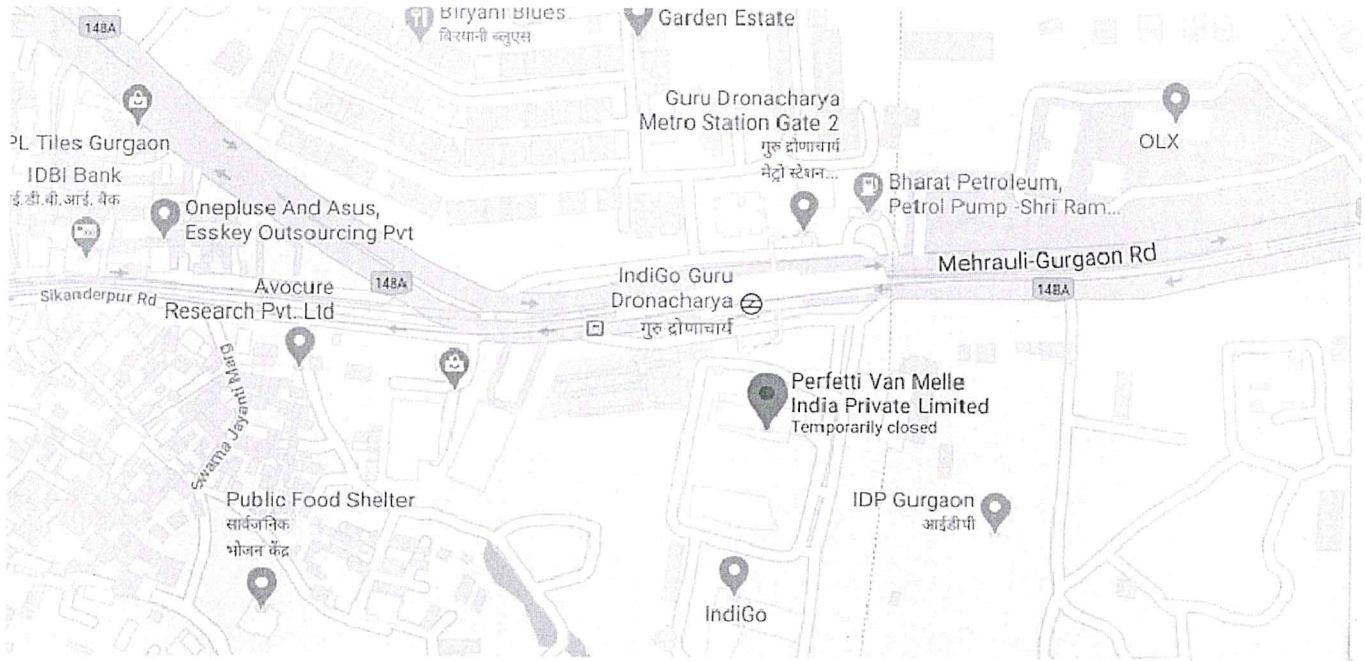 148A
Biryani Blues
बिरयानी ब्लुएस
Garden Estate
PL Tiles Gurgaon
IDBI Bank
ई.डी.बी.आई. बैंक
Onepluse And Asus,
Esskey Outsourcing Pvt
Guru Dronacharya
Metro Station Gate 2
गुरु द्रोणाचार्य
मेट्रो स्टेशन...
OLX
Bharat Petroleum,
Petrol Pump -Shri Ram...
Mehrauli-Gurgaon Rd
148A
Sikanderpur Rd
Avocure
Research Pvt. Ltd
148A
IndiGo Guru
Dronacharya
गुरु द्रोणाचार्य
Swarna Jayanti Marg
Perfetti Van Melle
India Private Limited
Temporarily closed
Public Food Shelter
सार्वजनिक
भोजन केंद्र
IDP Gurgaon
आईडीपी
IndiGo